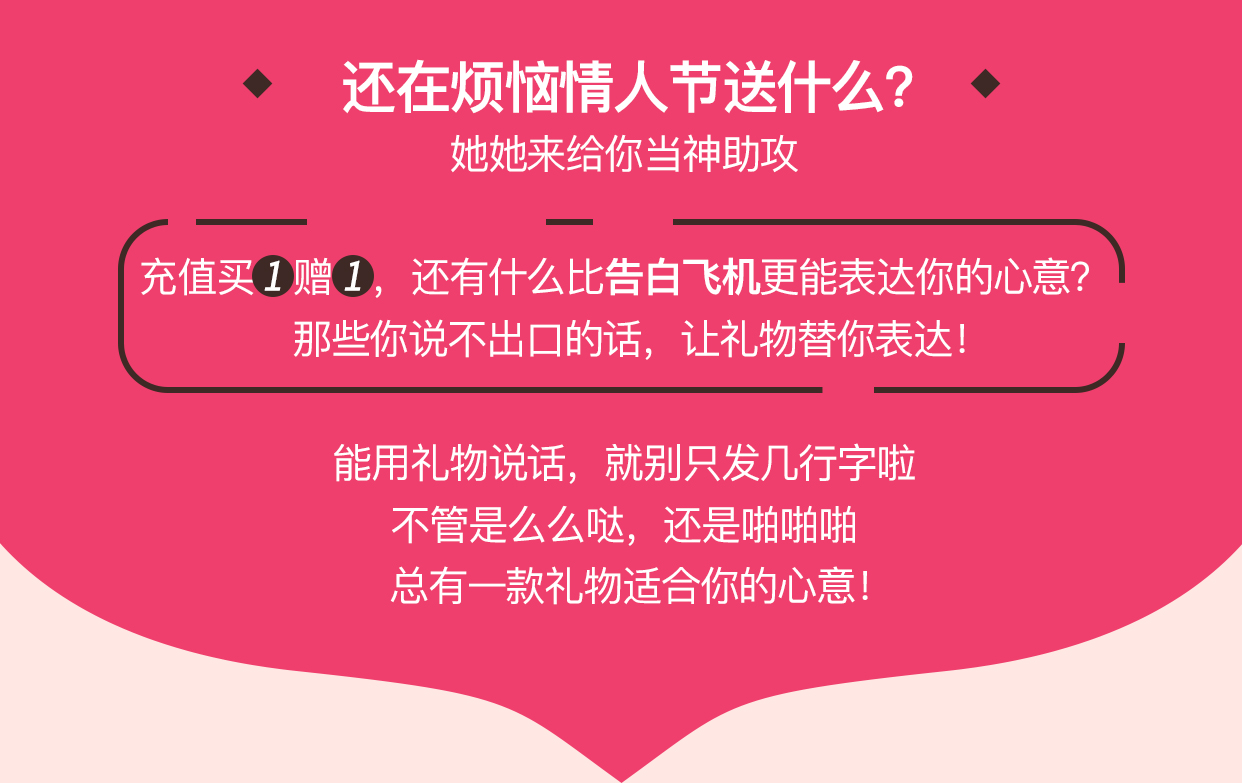 还在烦恼情人节送什么?
她她来给你当神助攻
充值买1赠1，还有什么比告白飞机更能表达你的心意?
那些你说不出口的话，让礼物替你表达！
能用礼物说话，就别只发几行字啦
不管是么么哒，还是啪啪啪
总有一款礼物适合你的心意！